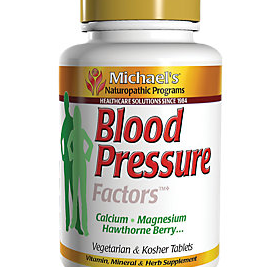 Michael's
Naturopathic Programs
HEALTHCARE SOLUTIONS SINCE 1984
Blood
Pressure
Factors™
Calcium • Magnesium
Hawthorne Berry...
Vegetarian & Kosher Tablets
Vitamin, Mineral & Herb Supplement